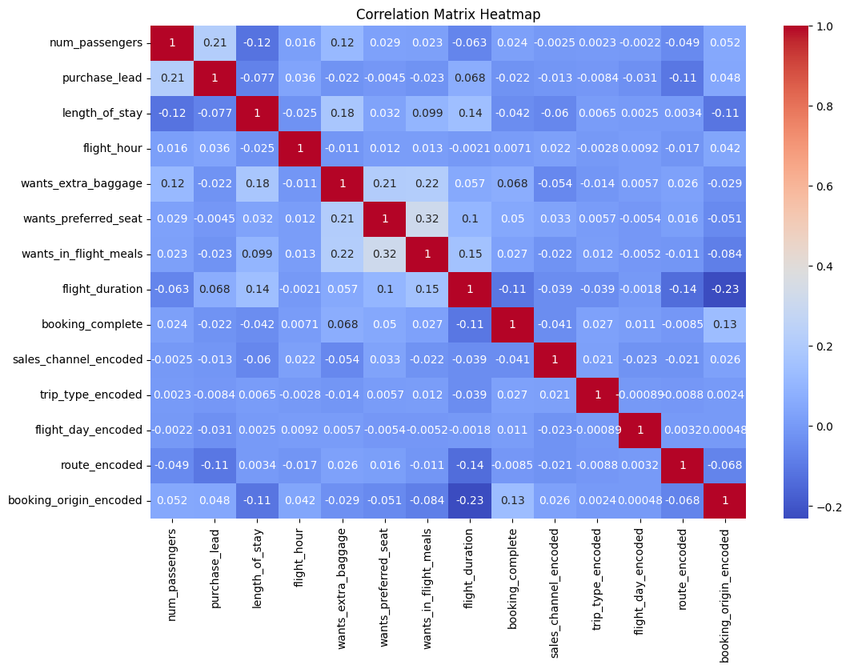 Correlation Matrix Heatmap
num_passengers 1 0.21 -0.12 0.016 0.12 0.029 0.023 -0.063 0.024 -0.0025 0.0023 -0.0022 -0.049 0.052
purchase_lead 0.21 1 -0.077 0.036 -0.022 -0.0045 -0.023 0.068 -0.022 -0.013 -0.0084 -0.031 -0.11 0.048
length_of_stay -0.12 -0.077 1 -0.025 0.18 0.032 0.099 0.14 -0.042 -0.06 0.0065 0.0025 0.0034 -0.11
flight_hour 0.016 0.036 -0.025 1 -0.011 0.012 0.013 -0.0021 0.0071 0.022 -0.0028 0.0092 -0.017 0.042
wants_extra_baggage 0.12 -0.022 0.18 -0.011 1 0.21 0.22 0.057 0.068 -0.054 -0.014 0.0057 0.026 -0.029
wants_preferred_seat 0.029 -0.0045 0.032 0.012 0.21 1 0.32 0.1 0.05 0.033 0.0057 -0.0054 0.016 -0.051
wants_in_flight_meals 0.023 -0.023 0.099 0.013 0.22 0.32 1 0.15 0.027 -0.022 0.012 -0.0052 -0.011 -0.084
flight_duration -0.063 0.068 0.14 -0.0021 0.057 0.1 0.15 1 -0.11 -0.039 -0.039 -0.0018 -0.14 -0.23
booking_complete 0.024 -0.022 -0.042 0.0071 0.068 0.05 0.027 -0.11 1 -0.041 0.027 0.011 -0.0085 0.13
sales_channel_encoded -0.0025 -0.013 -0.06 0.022 -0.054 0.033 -0.022 -0.039 -0.041 1 0.021 -0.023 -0.021 0.026
trip_type_encoded 0.0023 -0.0084 0.0065 -0.0028 -0.014 0.0057 0.012 -0.039 0.027 0.021 1 -0.00089 -0.0088 0.0024
flight_day_encoded -0.0022 -0.031 0.0025 0.0092 0.0057 -0.0054 -0.0052 -0.0018 0.011 -0.023 -0.00089 1 0.0032 0.00048
route_encoded -0.049 -0.11 0.0034 -0.017 0.026 0.016 -0.011 -0.14 -0.0085 -0.021 -0.0088 0.0032 1 -0.068
booking_origin_encoded 0.052 0.048 -0.11 0.042 -0.029 -0.051 -0.084 -0.23 0.13 0.026 0.0024 0.00048 -0.068 1
num_passengers
purchase_lead
length_of_stay
flight_hour
wants_extra_baggage
wants_preferred_seat
wants_in_flight_meals
flight_duration
booking_complete
sales_channel_encoded
trip_type_encoded
flight_day_encoded
route_encoded
booking_origin_encoded
1.0
0.8
0.6
0.4
0.2
0.0
−0.2